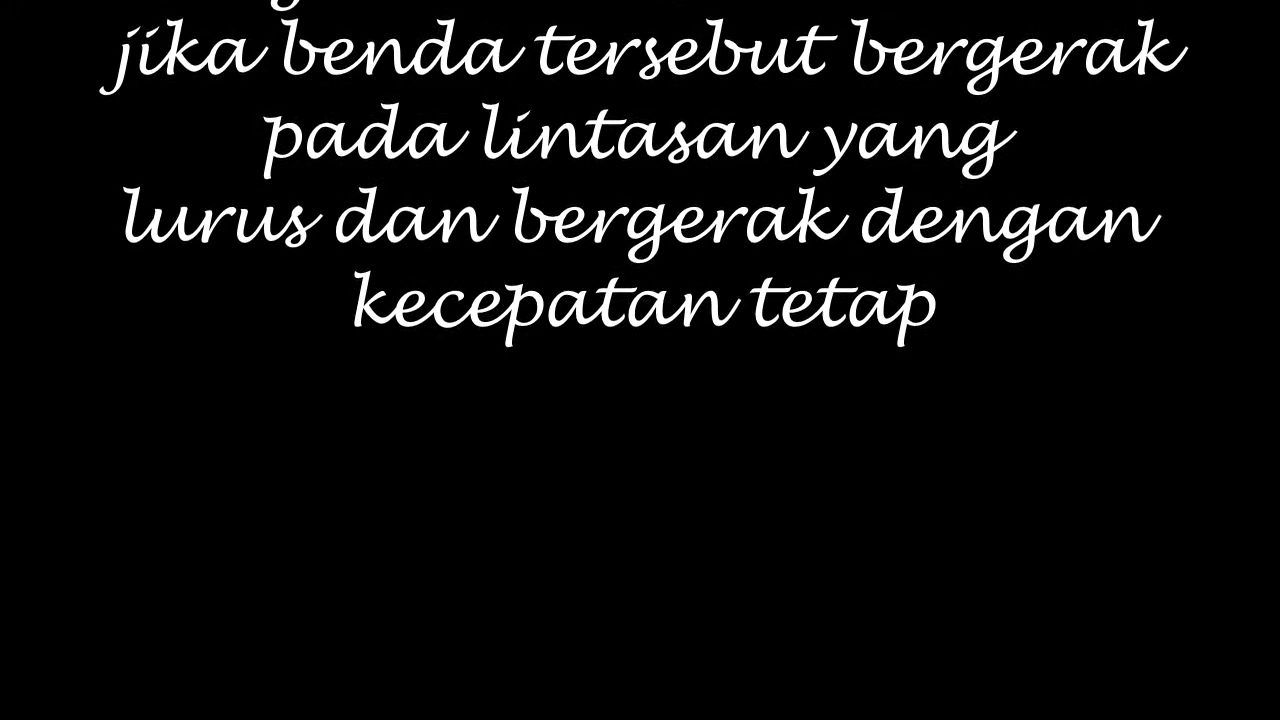 jika benda tersebut bergerak
pada lintasan yang
lurus dan bergerak dengan
kecepatan tetap